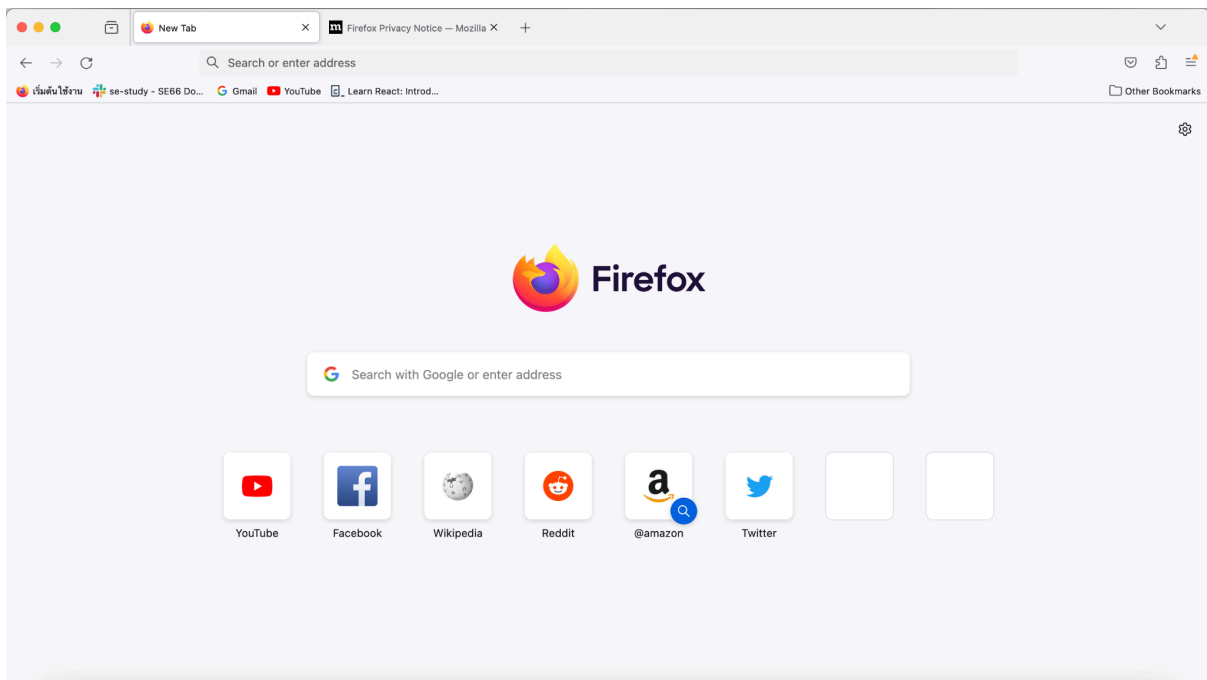 New Tab
Firefox Privacy Notice — Mozilla
Search or enter address
เริ่มต้นใช้งาน se-study - SE66 Do... Gmail YouTube Learn React: Introd... Other Bookmarks
Firefox
Search with Google or enter address
YouTube Facebook Wikipedia Reddit @amazon Twitter